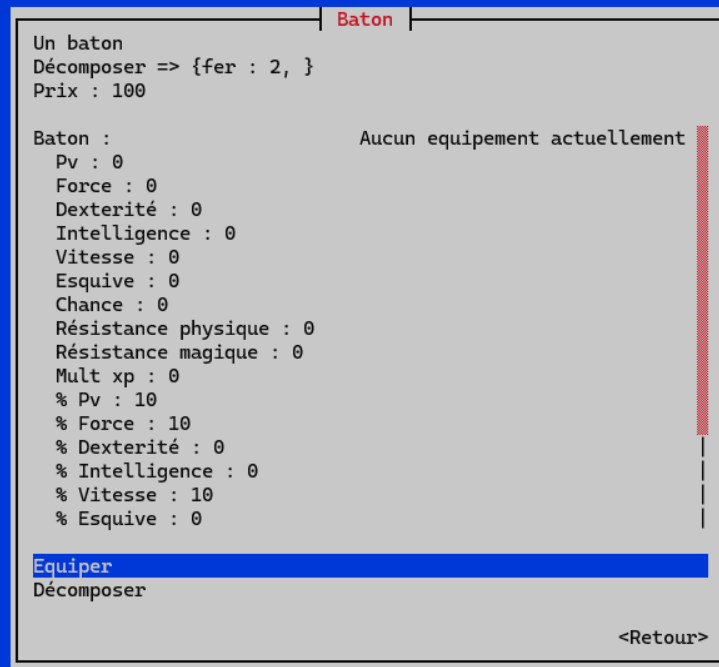 Baton
Un baton
Décomposer => {fer : 2, }
Prix : 100
Baton : Aucun equipement actuellement
Pv : 0
Force : 0
Dexterité : 0
Intelligence : 0
Vitesse : 0
Esquive : 0
Chance : 0
Résistance physique : 0
Résistance magique : 0
Mult xp : 0
% Pv : 10
% Force : 10
% Dexterité : 0
% Intelligence : 0
% Vitesse : 10
% Esquive : 0
Equiper
Décomposer
<Retour>